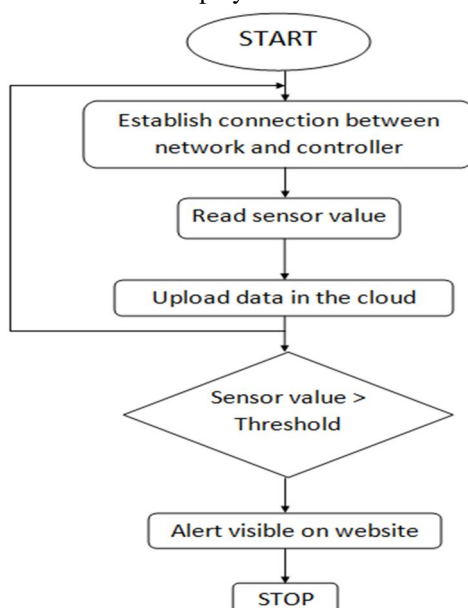 START
Establish connection between
network and controller
Read sensor value
Upload data in the cloud
Sensor value >
Threshold
Alert visible on website
STOP